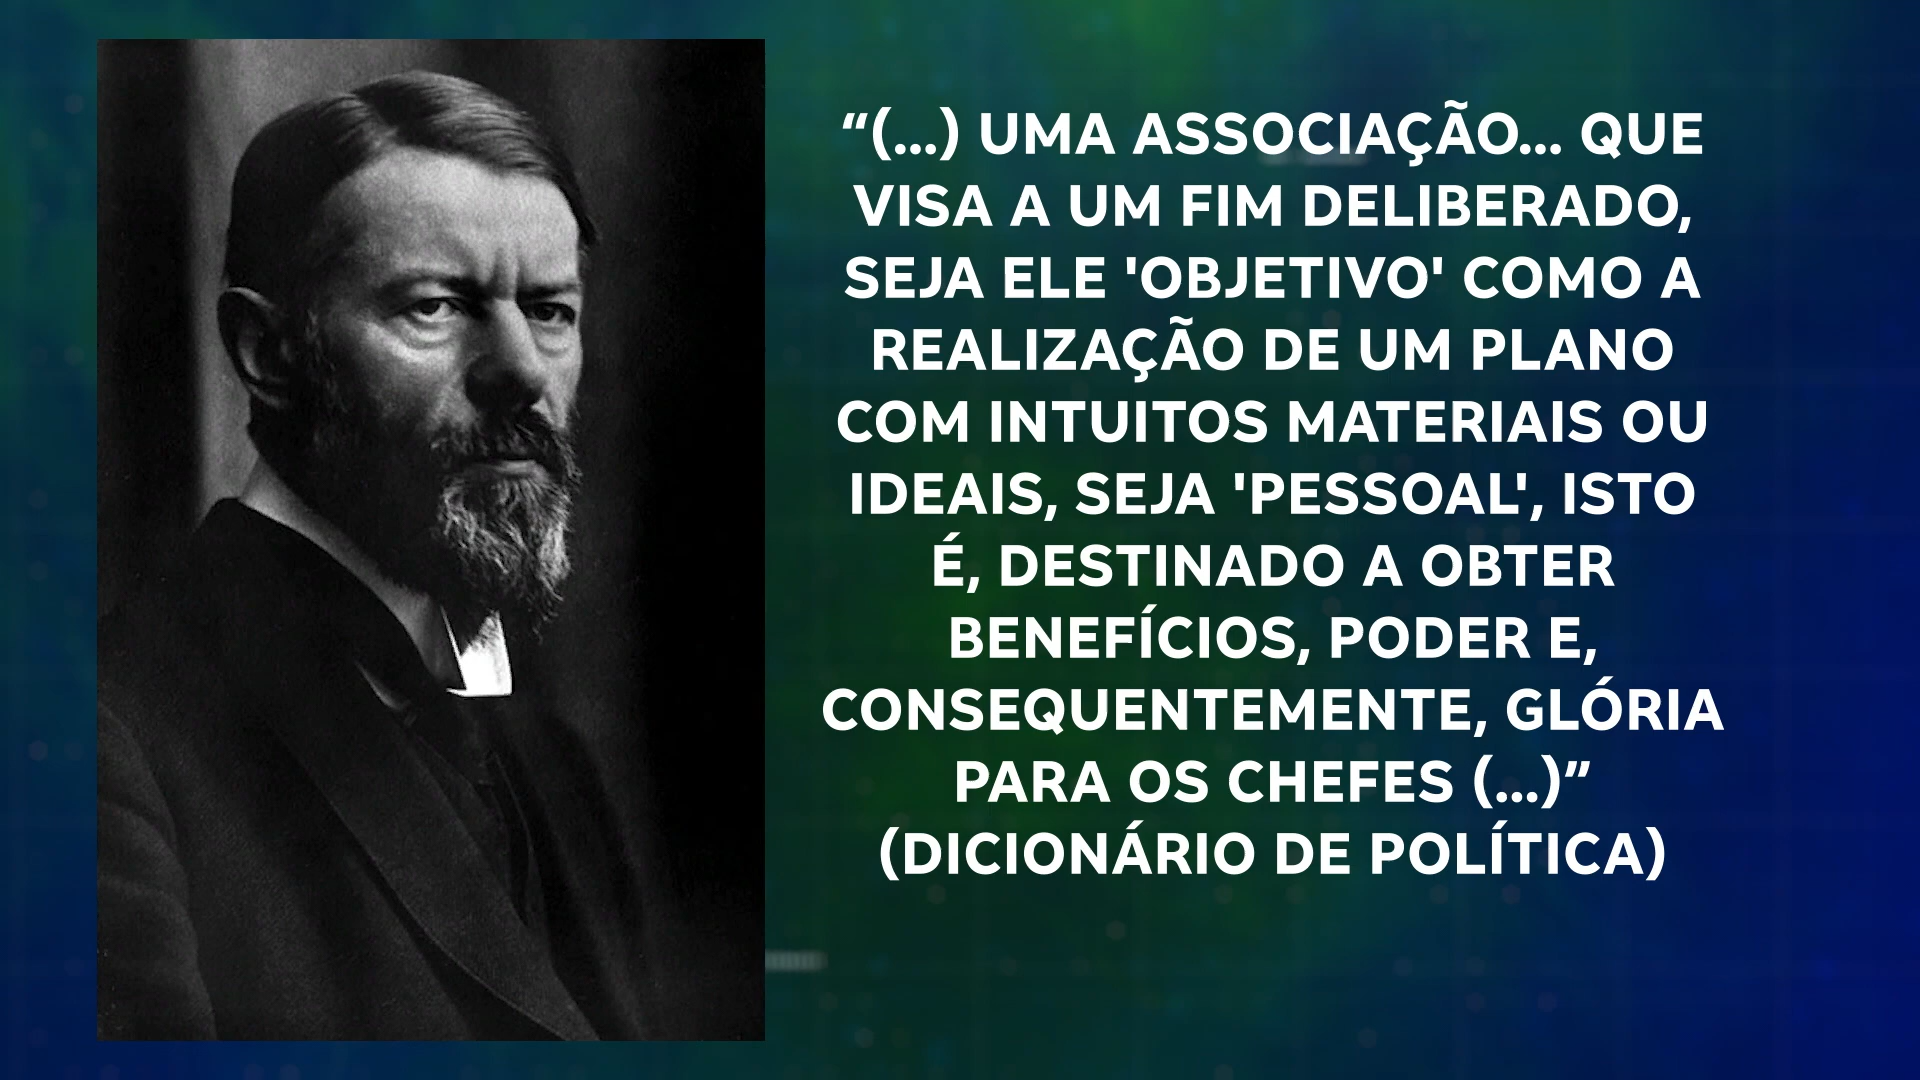 “(...) UMA ASSOCIAÇÃO... QUE
VISA A UM FIM DELIBERADO,
SEJA ELE 'OBJETIVO' COMO A
REALIZAÇÃO DE UM PLANO
COM INTUITOS MATERIAIS OU
IDEAIS, SEJA 'PESSOAL', ISTO
É, DESTINADO A OBTER
BENEFÍCIOS, PODER E,
CONSEQUENTEMENTE, GLÓRIA
PARA OS CHEFES (...)”
(DICIONÁRIO DE POLÍTICA)